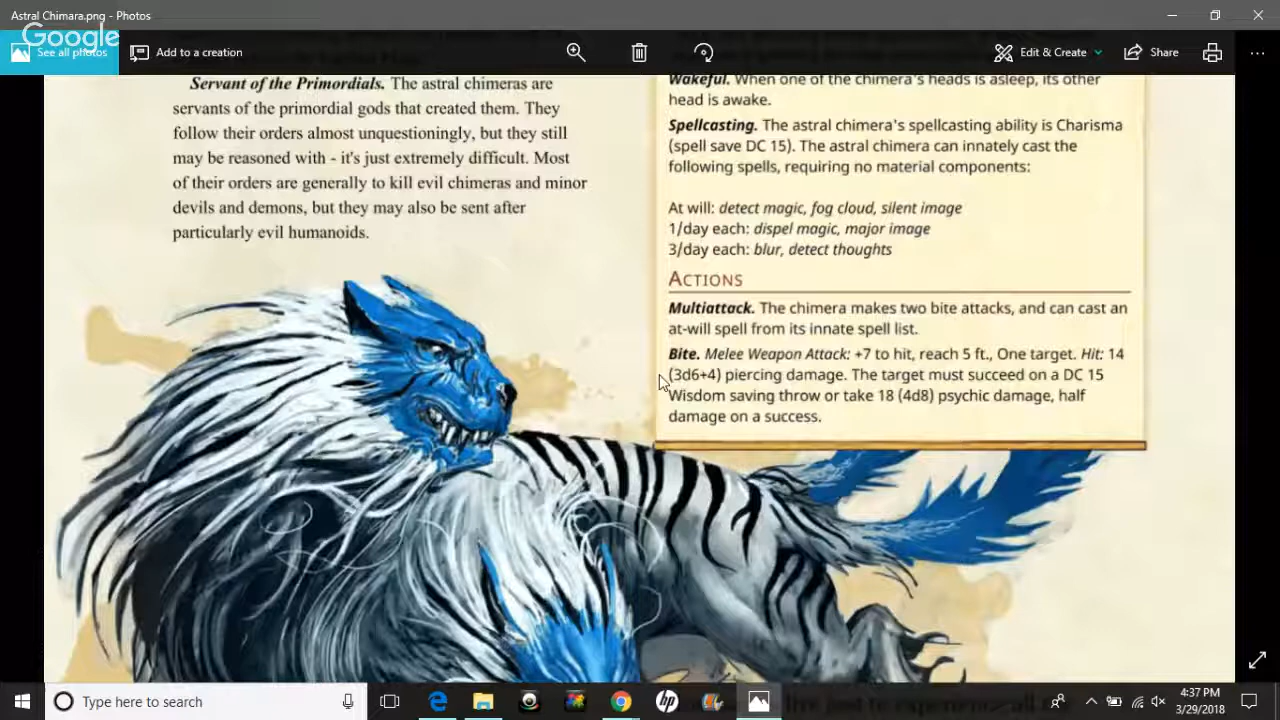 Astral Chimara.png - Photos
Google
See all photos
Add to a creation
Edit & Create
Share
Servant of the Primordials. The astral chimeras are
servants of the primordial gods that created them. They
follow their orders almost unquestioningly, but they still
may be reasoned with - it's just extremely difficult. Most
of their orders are generally to kill evil chimeras and minor
devils and demons, but they may also be sent after
particularly evil humanoids.
Wakeful. When one of the chimera's heads is asleep, its other
head is awake.
Spellcasting. The astral chimera's spellcasting ability is Charisma
(spell save DC 15). The astral chimera can innately cast the
following spells, requiring no material components:
At will: detect magic, fog cloud, silent image
1/day each: dispel magic, major image
3/day each: blur, detect thoughts
ACTIONS
Multiattack. The chimera makes two bite attacks, and can cast an
at-will spell from its innate spell list.
Bite. Melee Weapon Attack: +7 to hit, reach 5 ft., One target. Hit: 14
(3d6+4) piercing damage. The target must succeed on a DC 15
Wisdom saving throw or take 18 (4d8) psychic damage, half
damage on a success.
Type here to search
hp
4:37 PM
3/29/2018